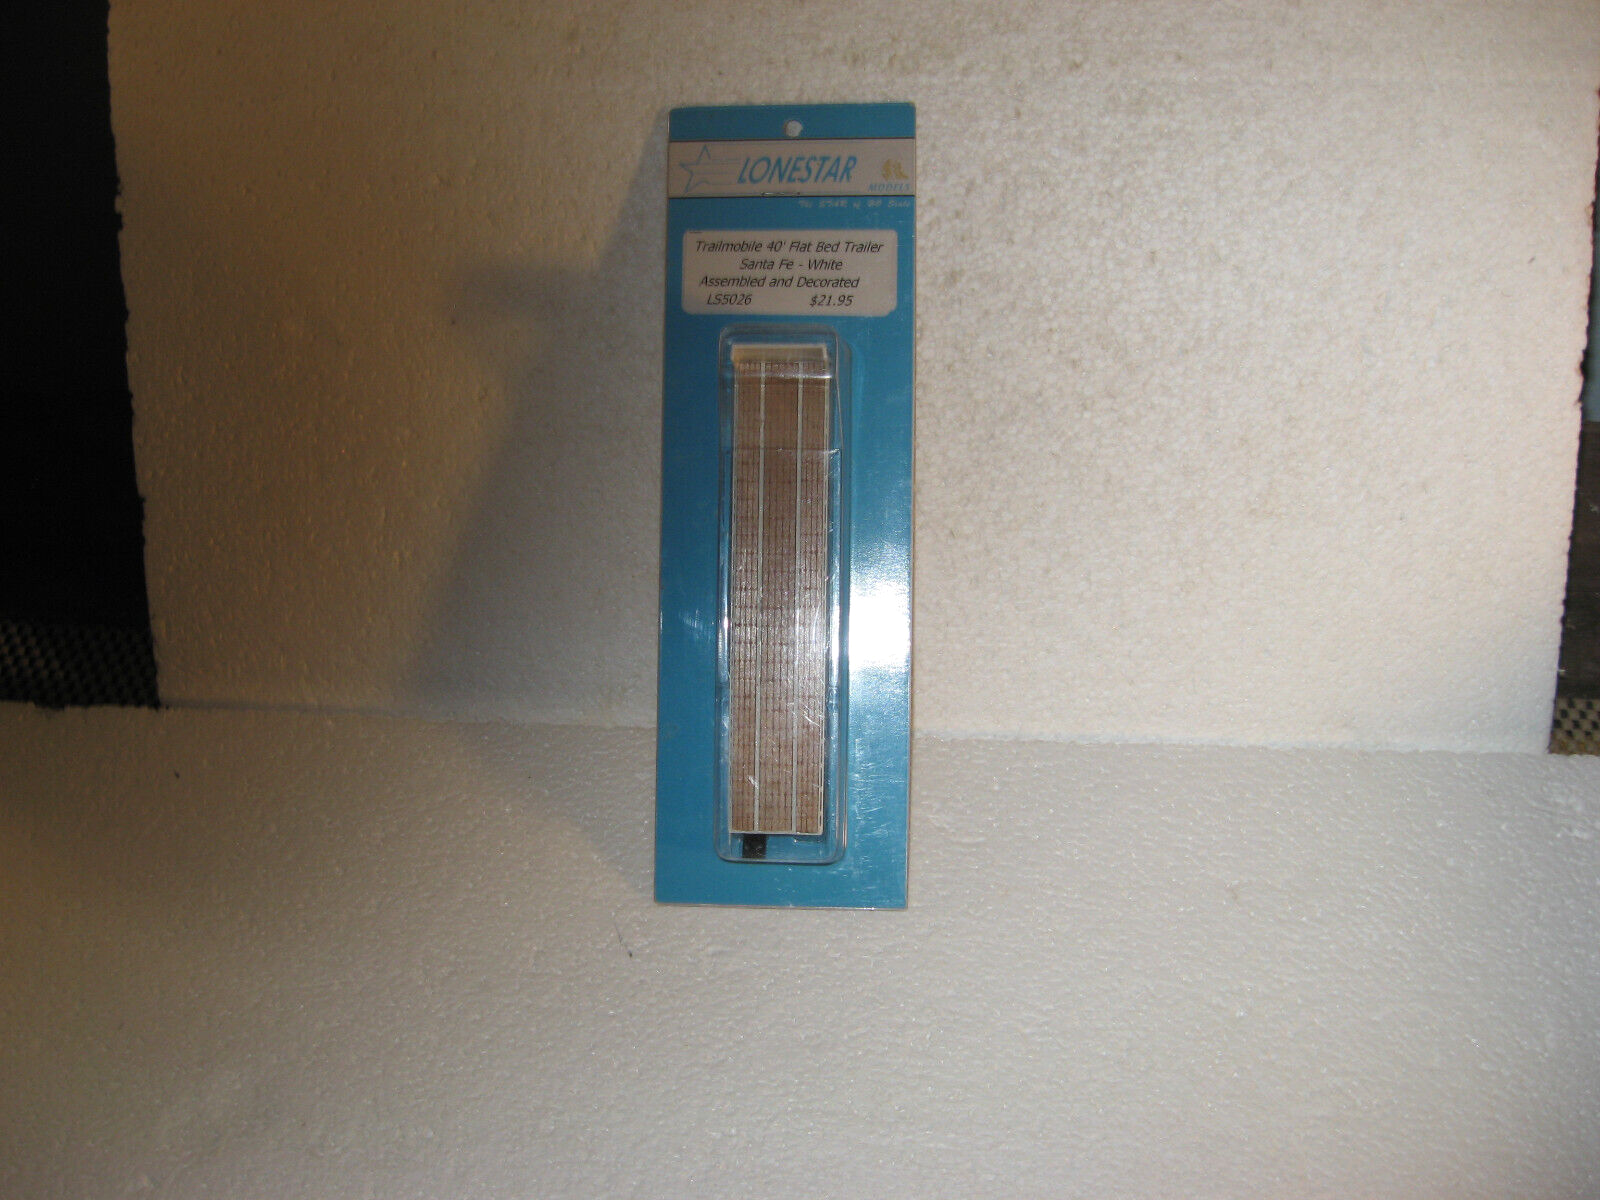 LONESTAR
MODELS
The STAR of HO Scale
Trailmobile 40' Flat Bed Trailer
Santa Fe - White
Assembled and Decorated
LS5026 $21.95